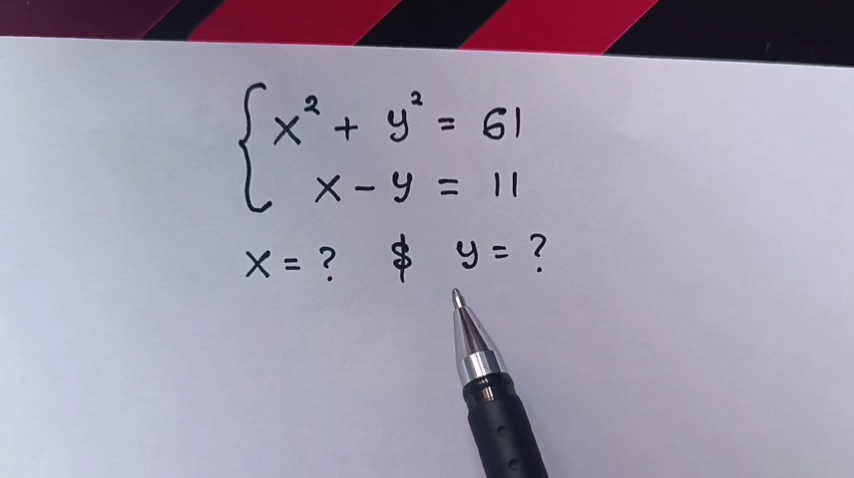 x² + y² = 61
x - y = 11
x = ? $ y = ?